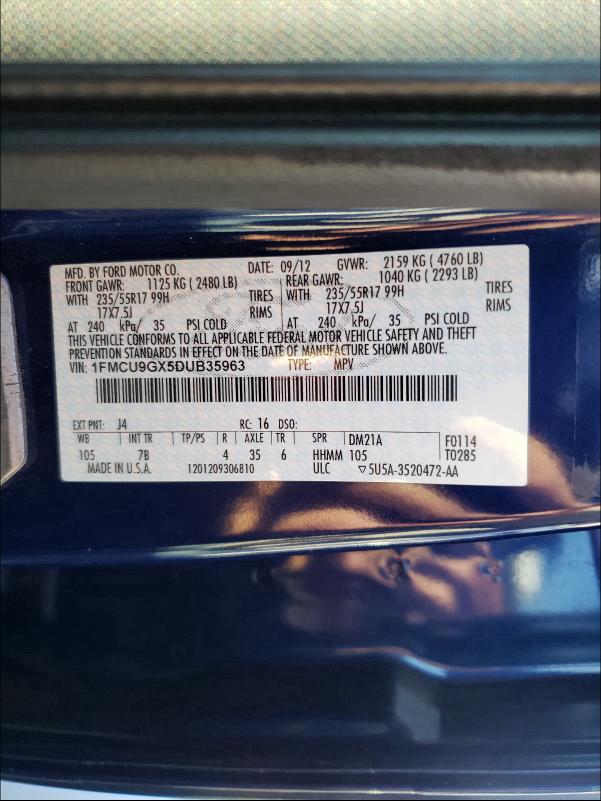 MFD. BY FORD MOTOR CO. DATE: 09/12 GVWR: 2159 KG ( 4760 LB)
FRONT GAWR: 1125 KG ( 2480 LB) REAR GAWR: 1040 KG ( 2293 LB)
WITH 235/55R17 99H TIRES WITH 235/55R17 99H TIRES
17X7.5J RIMS 17X7.5J RIMS
AT 240 kPa/ 35 PSI COLD AT 240 kPa/ 35 PSI COLD
THIS VEHICLE CONFORMS TO ALL APPLICABLE FEDERAL MOTOR VEHICLE SAFETY AND THEFT
PREVENTION STANDARDS IN EFFECT ON THE DATE OF MANUFACTURE SHOWN ABOVE.
VIN: 1FMCU9GX5DUB35963 TYPE: MPV
EXT PNT: J4 RC: 16 DSO:
WB INT TR TP/PS R AXLE TR SPR DM21A F0114
105 7B 4 35 6 HHMM 105 T0285
MADE IN U.S.A. 1201209306810 ULC ▽5U5A-3520472-AA